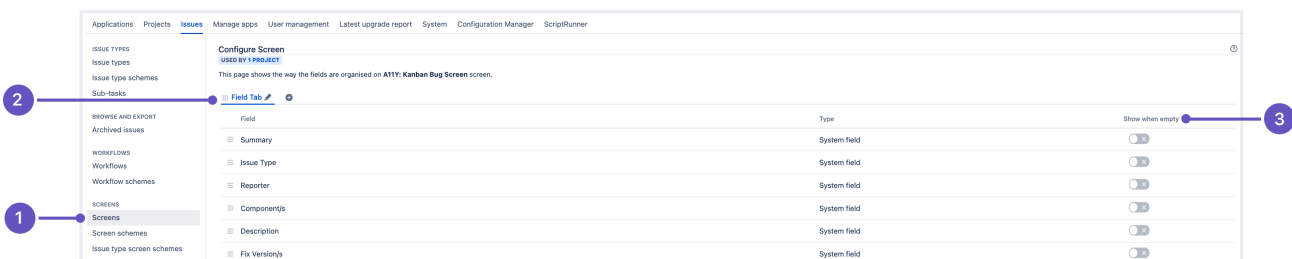 Applications Projects Issues Manage apps User management Latest upgrade report System Configuration Manager ScriptRunner
ISSUE TYPES
Issue types
Issue type schemes
Sub-tasks
BROWSE AND EXPORT
Archived issues
WORKFLOWS
Workflows
Workflow schemes
SCREENS
Screens
Screen schemes
Issue type screen schemes
Configure Screen
USED BY 1 PROJECT
This page shows the way the fields are organised on A11Y: Kanban Bug Screen screen.
Field Tab
Field Type Show when empty
Summary System field
Issue Type System field
Reporter System field
Component/s System field
Description System field
Fix Version/s System field
1
2
3